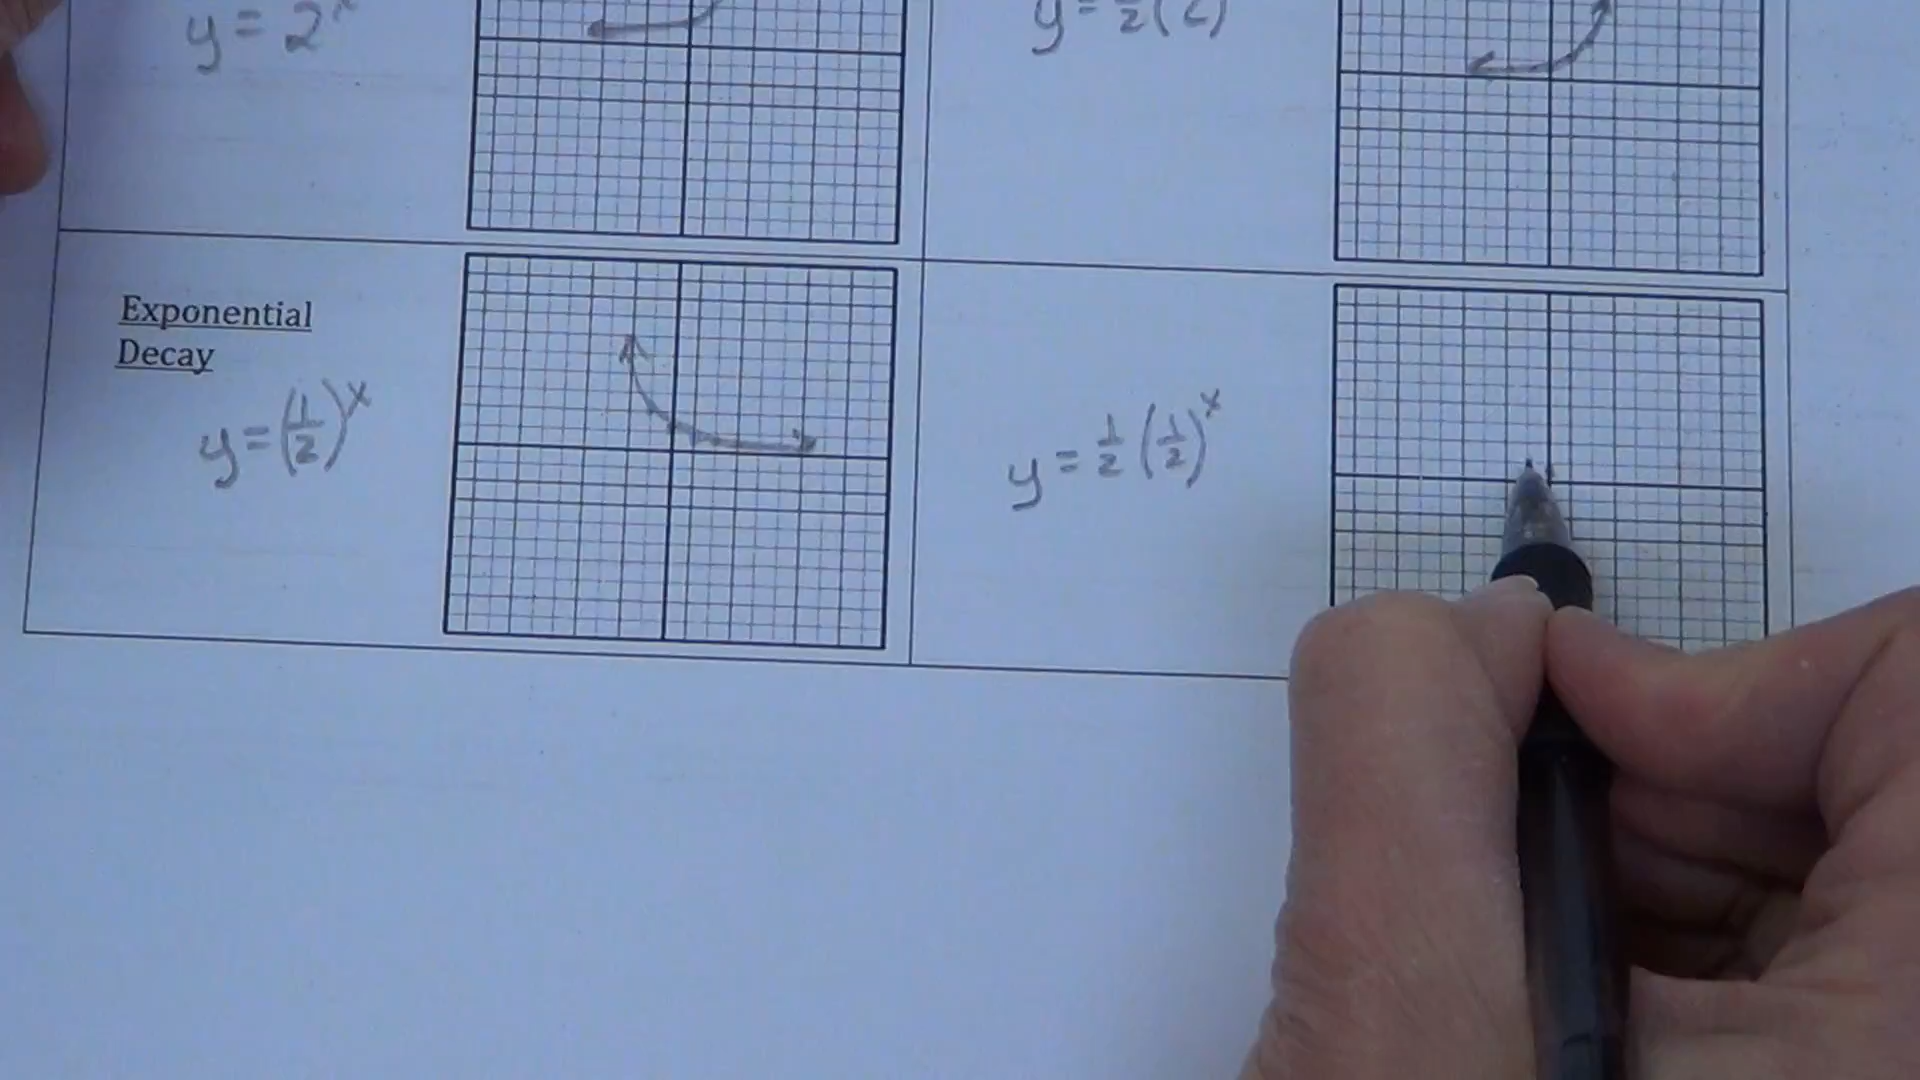 y = 2^x
y = 1/2 (2)
Exponential
Decay
y = (1/2)^x
y = 1/2 (1/2)^x